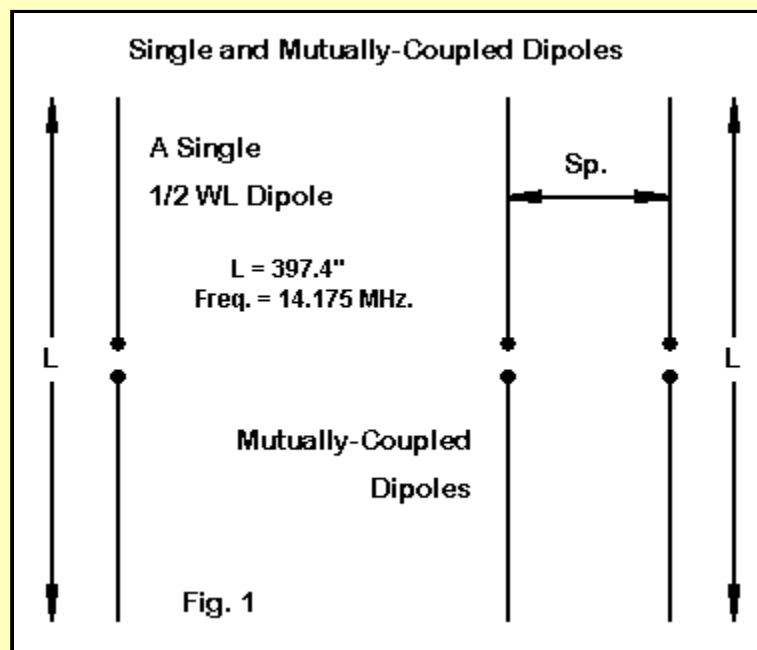 Single and Mutually-Coupled Dipoles
A Single
1/2 WL Dipole
Sp.
L = 397.4"
Freq. = 14.175 MHz.
L
L
Mutually-Coupled
Dipoles
Fig. 1